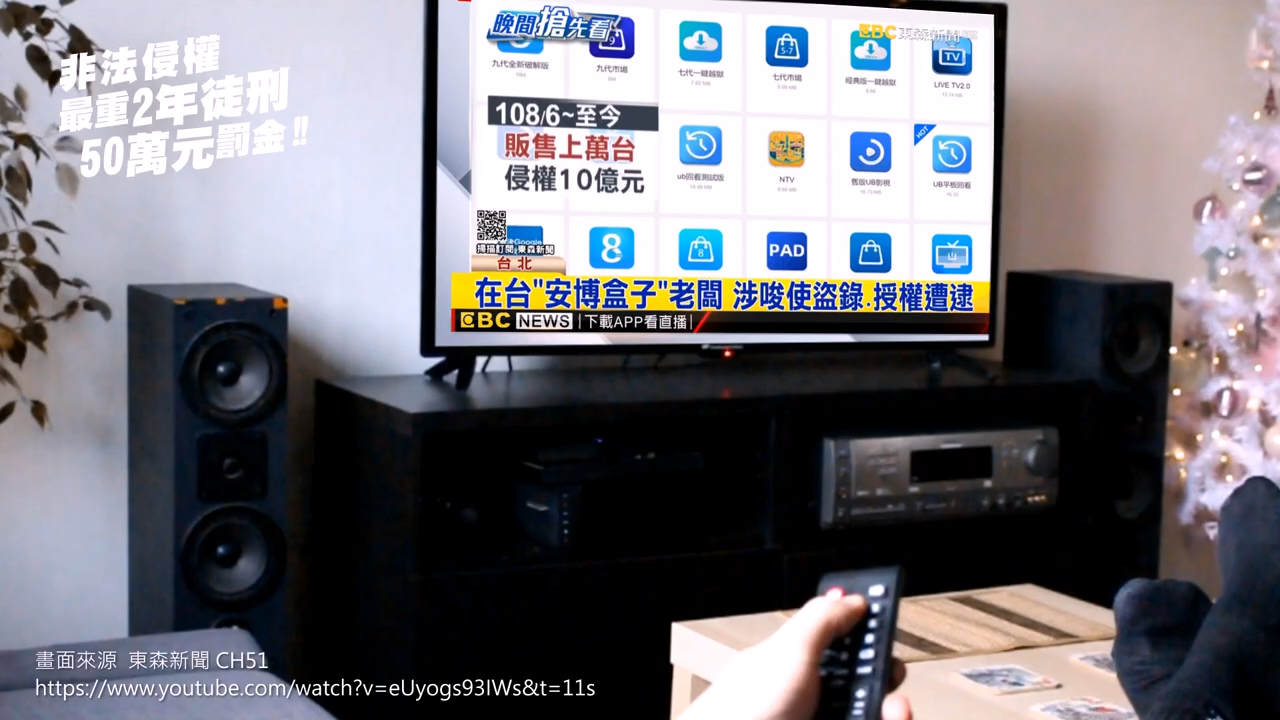 非法侵權
最重2年徒刑
50萬元罰金!!
晚間搶先看
EBC東森新聞
九代全新破解版
九代市場
七代一鍵越獄
七代市場
經典版一鍵越獄
LIVE TV2.0
108/6~至今
販售上萬台
侵權10億元
ub回看測試版
NTV
舊版UB影視
HOT
UB平板回看
掃描訂閱 東森新聞
台北
Google
8
8
PAD
在台"安博盒子"老闆 涉唆使盜錄.授權遭逮
EBC NEWS 下載APP看直播
畫面來源 東森新聞 CH51
https://www.youtube.com/watch?v=eUyogs93lWs&t=11s